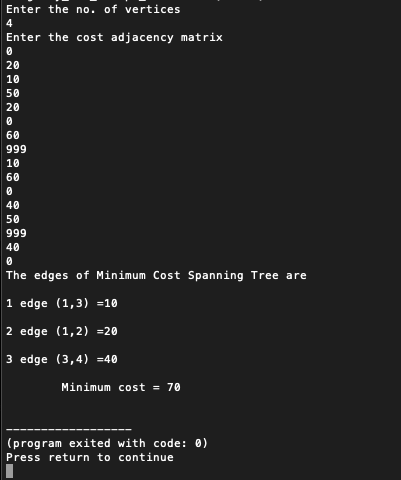 Enter the no. of vertices
4
Enter the cost adjacency matrix
0
20
10
50
20
0
60
999
10
60
0
40
50
999
40
0
The edges of Minimum Cost Spanning Tree are
1 edge (1,3) =10
2 edge (1,2) =20
3 edge (3,4) =40
Minimum cost = 70
------------------
(program exited with code: 0)
Press return to continue